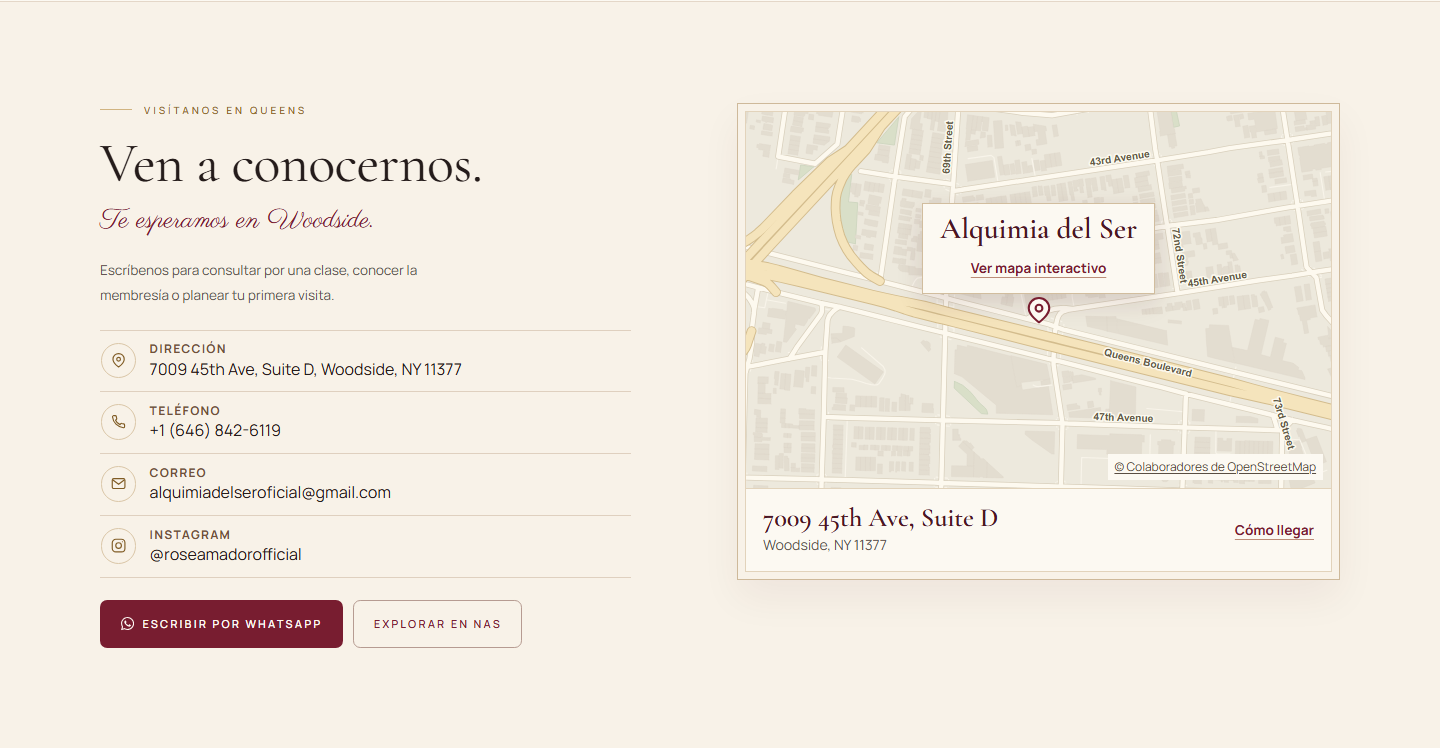 VISÍTANOS EN QUEENS
Ven a conocernos.
Te esperamos en Woodside.
Escríbenos para consultar por una clase, conocer la
membresía o planear tu primera visita.
DIRECCIÓN
7009 45th Ave, Suite D, Woodside, NY 11377
TELÉFONO
+1 (646) 842-6119
CORREO
alquimiadelseroficial@gmail.com
INSTAGRAM
@roseamadorofficial
ESCRIBIR POR WHATSAPP
EXPLORAR EN NAS
69th Street
43rd Avenue
Alquimia del Ser
Ver mapa interactivo
72nd Street
45th Avenue
Queens Boulevard
47th Avenue
73rd Street
© Colaboradores de OpenStreetMap
7009 45th Ave, Suite D
Woodside, NY 11377
Cómo llegar